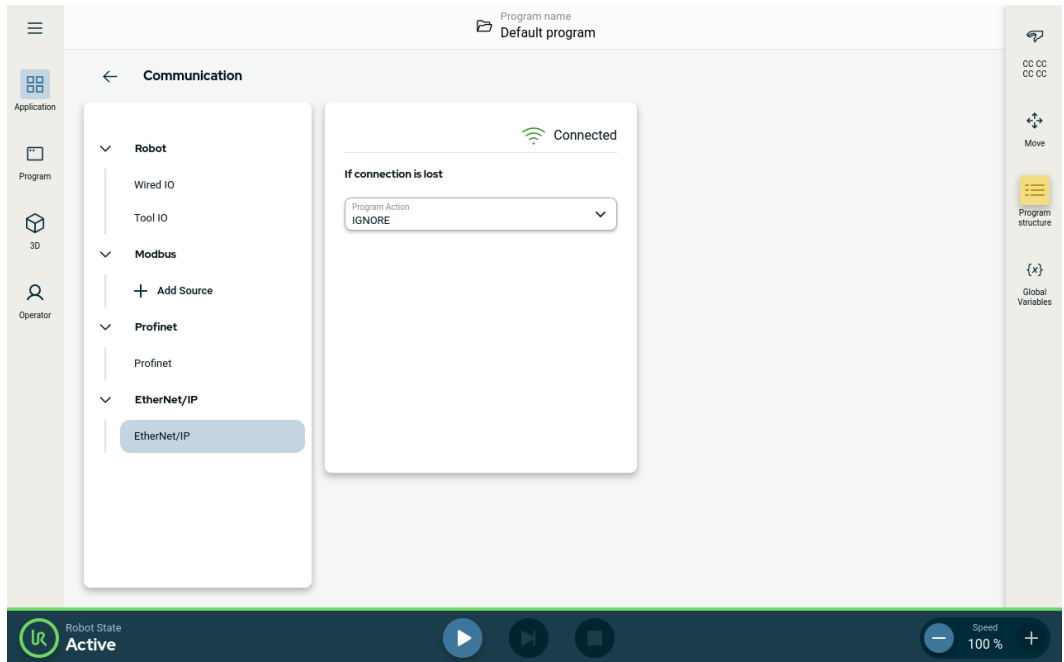 Program name
Default program
Application
Program
3D
Operator
Communication
Robot
Wired IO
Tool IO
Modbus
Add Source
Profinet
Profinet
EtherNet/IP
EtherNet/IP
Connected
If connection is lost
Program Action
IGNORE
CC CC
CC CC
Move
Program
structure
{x}
Global
Variables
UR
Robot State
Active
Speed
100 %